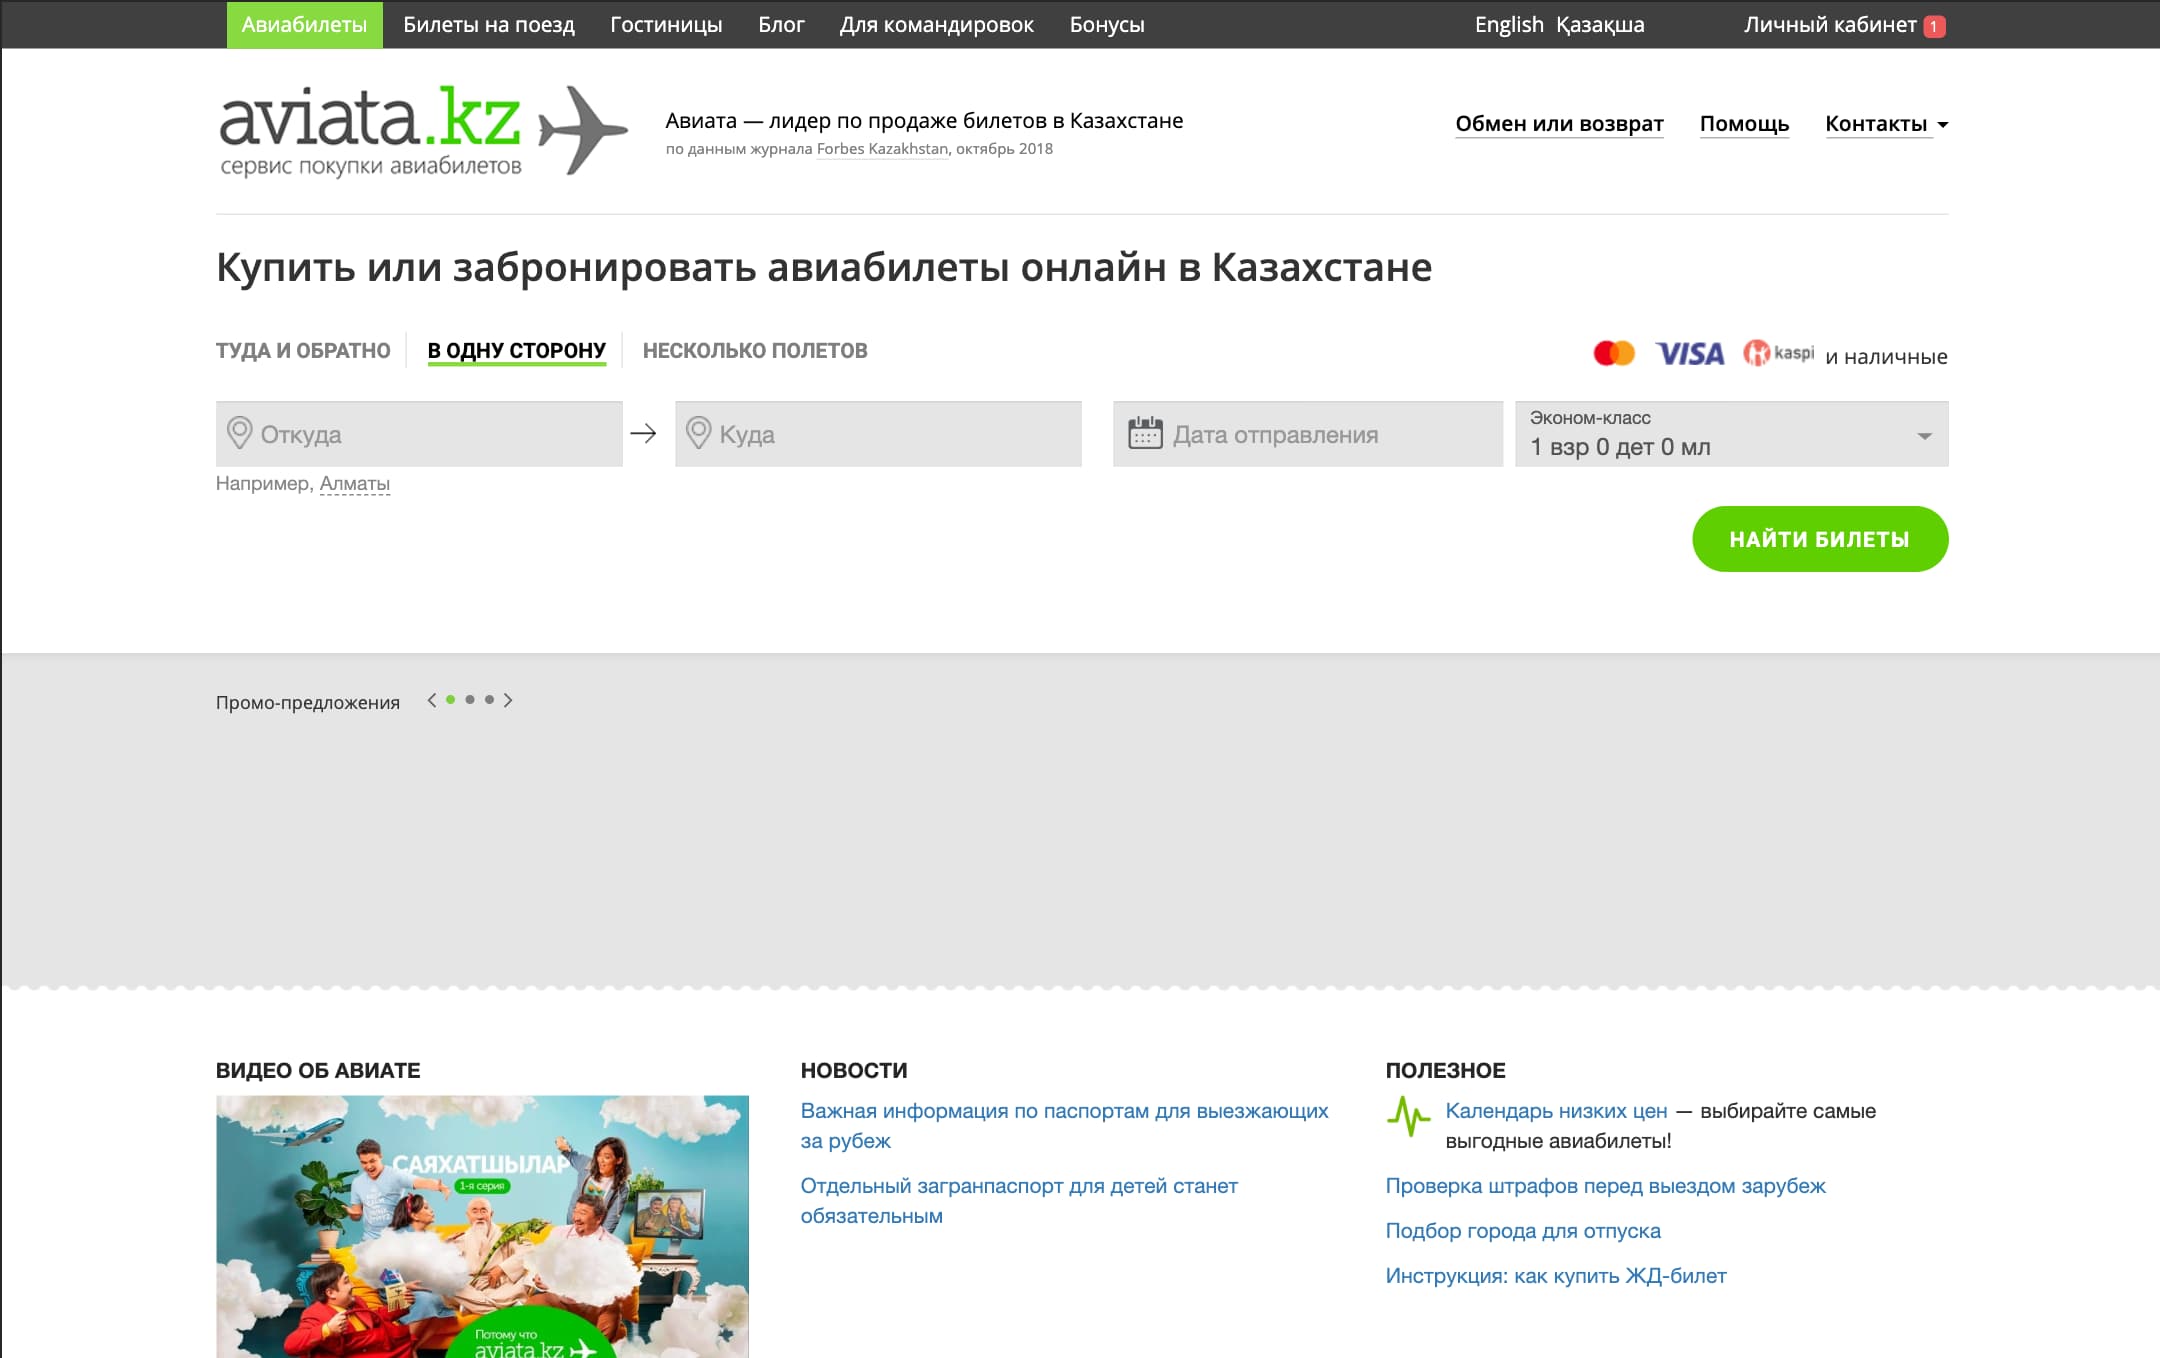 Авиабилеты Билеты на поезд Гостиницы Блог Для командировок Бонусы English Қазақша Личный кабинет 1
aviata.kz
сервис покупки авиабилетов
Авиата — лидер по продаже билетов в Казахстане
по данным журнала Forbes Kazakhstan, октябрь 2018
Обмен или возврат Помощь Контакты
Купить или забронировать авиабилеты онлайн в Казахстане
ТУДА И ОБРАТНО В ОДНУ СТОРОНУ НЕСКОЛЬКО ПОЛЕТОВ
VISA kaspi и наличные
Откуда Куда Дата отправления
Эконом-класс
1 взр 0 дет 0 мл
Например, Алматы
НАЙТИ БИЛЕТЫ
Промо-предложения
ВИДЕО ОБ АВИАТЕ
САЯХАТШЫЛАР
1-я серия
Потому что
aviata.kz
НОВОСТИ
Важная информация по паспортам для выезжающих
за рубеж
Отдельный загранпаспорт для детей станет
обязательным
ПОЛЕЗНОЕ
Календарь низких цен — выбирайте самые
выгодные авиабилеты!
Проверка штрафов перед выездом зарубеж
Подбор города для отпуска
Инструкция: как купить ЖД-билет